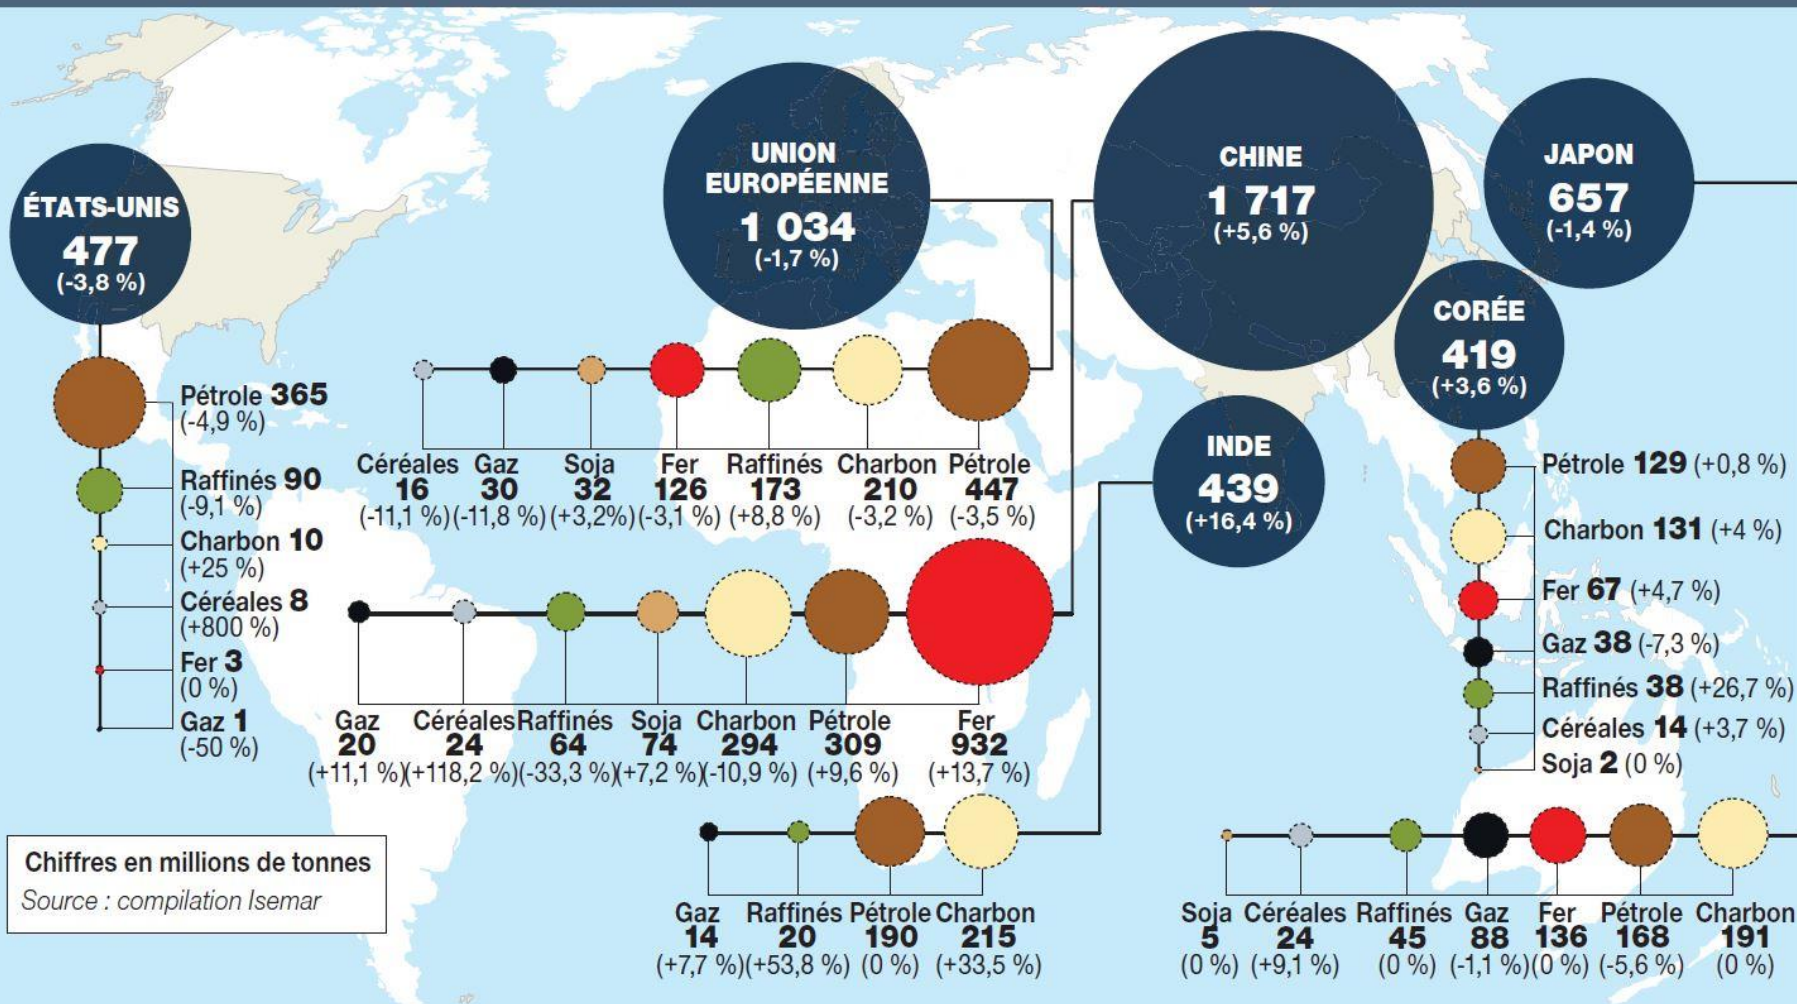 ÉTATS-UNIS
477
(-3,8 %)
Pétrole 365
(-4,9 %)
Raffinés 90
(-9,1 %)
Charbon 10
(+25 %)
Céréales 8
(+800 %)
Fer 3
(0 %)
Gaz 1
(-50 %)
UNION
EUROPÉENNE
1 034
(-1,7 %)
Céréales Gaz Soja Fer Raffinés Charbon Pétrole
16 30 32 126 173 210 447
(-11,1 %) (-11,8 %) (+3,2%) (-3,1 %) (+8,8 %) (-3,2 %) (-3,5 %)
CHINE
1 717
(+5,6 %)
Gaz Céréales Raffinés Soja Charbon Pétrole Fer
20 24 64 74 294 309 932
(+11,1 %) (+118,2 %) (-33,3 %) (+7,2 %) (-10,9 %) (+9,6 %) (+13,7 %)
INDE
439
(+16,4 %)
Gaz Raffinés Pétrole Charbon
14 20 190 215
(+7,7 %) (+53,8 %) (0 %) (+33,5 %)
JAPON
657
(-1,4 %)
Soja Céréales Raffinés Gaz Fer Pétrole Charbon
5 24 45 88 136 168 191
(0 %) (+9,1 %) (0 %) (-1,1 %) (0 %) (-5,6 %) (0 %)
CORÉE
419
(+3,6 %)
Pétrole 129 (+0,8 %)
Charbon 131 (+4 %)
Fer 67 (+4,7 %)
Gaz 38 (-7,3 %)
Raffinés 38 (+26,7 %)
Céréales 14 (+3,7 %)
Soja 2 (0 %)
Chiffres en millions de tonnes
Source : compilation Isemar